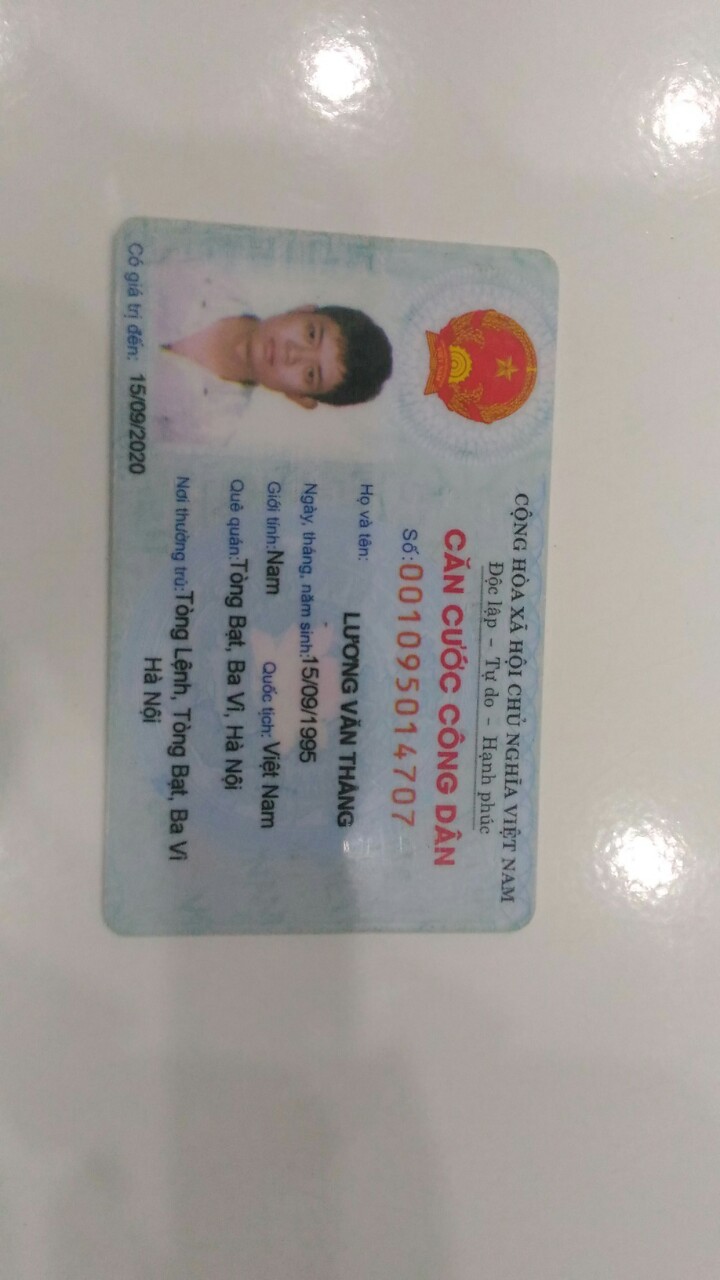 CỘNG HÒA XÃ HỘI CHỦ NGHĨA VIỆT NAM
Độc lập - Tự do - Hạnh phúc
CĂN CƯỚC CÔNG DÂN
Số: 001095014707
Họ và tên: LƯƠNG VĂN THẮNG
Ngày, tháng, năm sinh: 15/09/1995
Giới tính: Nam Quốc tịch: Việt Nam
Quê quán: Tòng Bạt, Ba Vì, Hà Nội
Nơi thường trú: Tòng Lệnh, Tòng Bạt, Ba Vì
Hà Nội
Có giá trị đến: 15/09/2020
VIỆT NAM